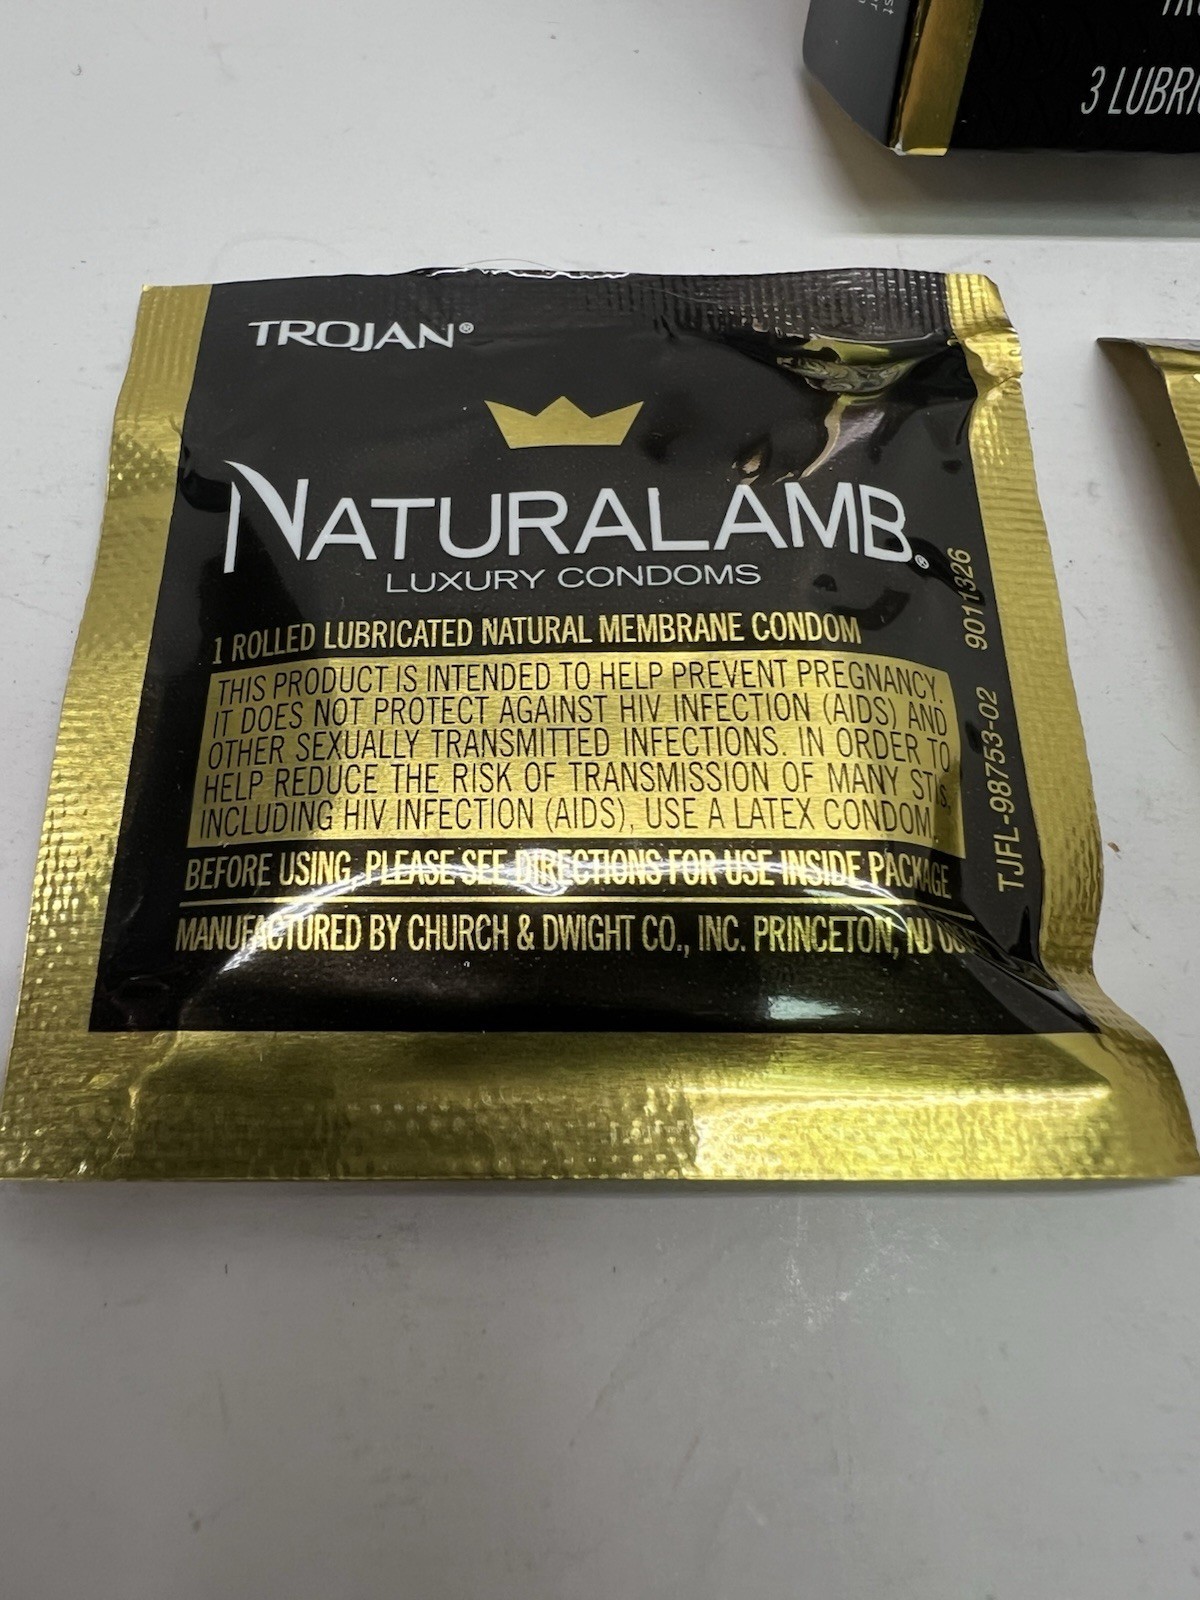 3 LUBRI
TROJAN®
NATURALAMB®
LUXURY CONDOMS
1 ROLLED LUBRICATED NATURAL MEMBRANE CONDOM
THIS PRODUCT IS INTENDED TO HELP PREVENT PREGNANCY.
IT DOES NOT PROTECT AGAINST HIV INFECTION (AIDS) AND
OTHER SEXUALLY TRANSMITTED INFECTIONS. IN ORDER TO
HELP REDUCE THE RISK OF TRANSMISSION OF MANY STIs,
INCLUDING HIV INFECTION (AIDS), USE A LATEX CONDOM.
BEFORE USING, PLEASE SEE DIRECTIONS FOR USE INSIDE PACKAGE
MANUFACTURED BY CHURCH & DWIGHT CO., INC. PRINCETON, NJ
TJFL-98753-02 9011326